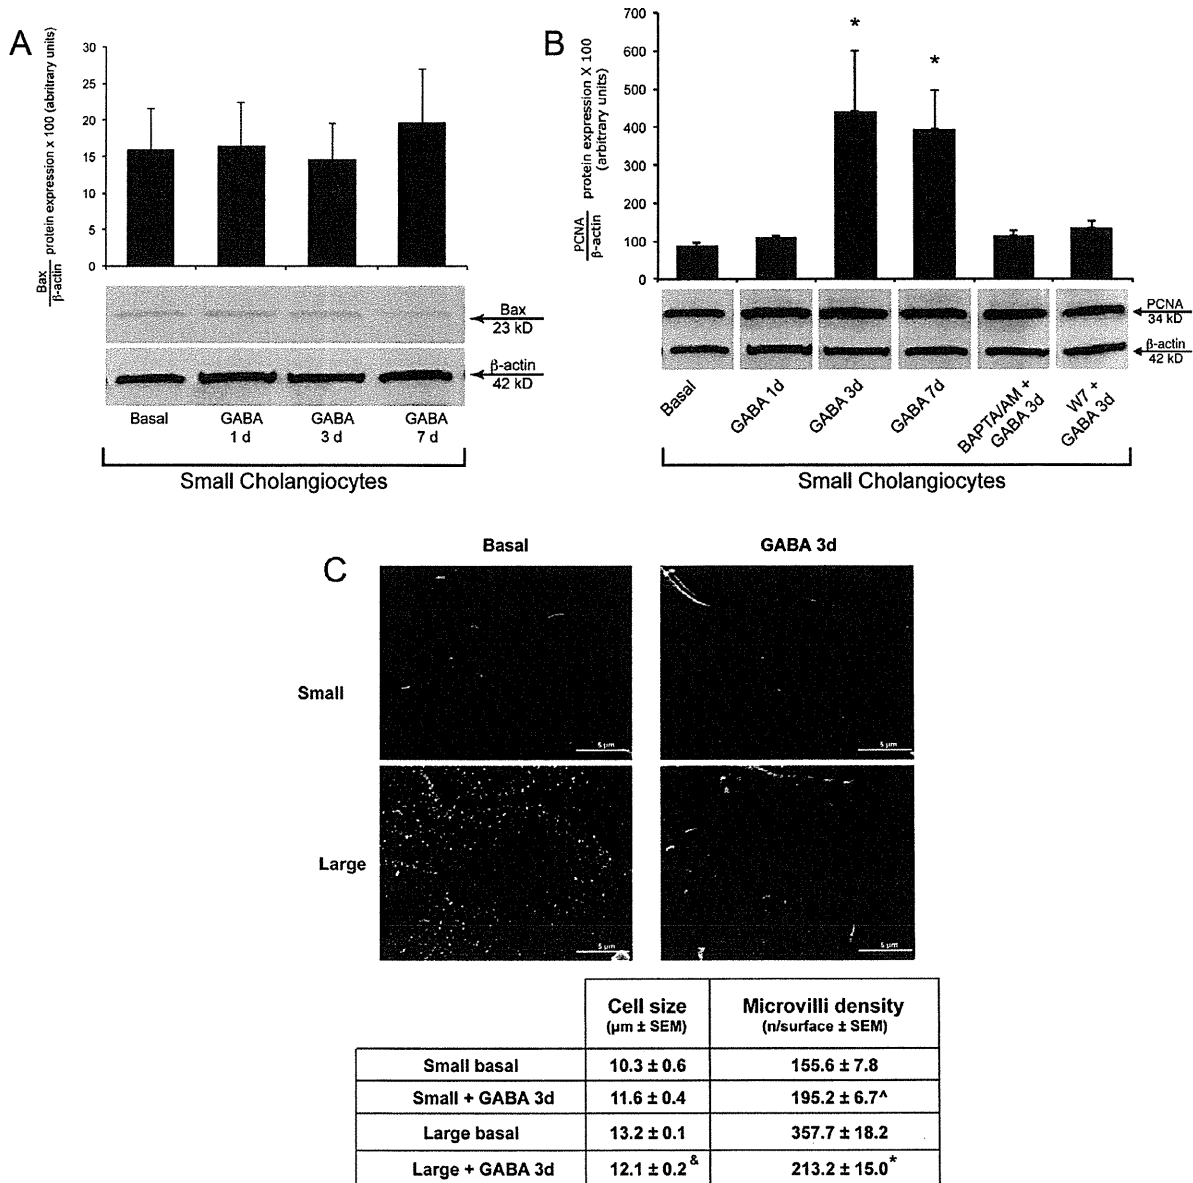 A
Bax
β-actin
protein expression x 100 (abritrary units)
30
25
20
15
10
5
0
Bax
23 kD
β-actin
42 kD
Basal
GABA
1 d
GABA
3 d
GABA
7 d
Small Cholangiocytes
B
PCNA
β-actin
protein expression X 100
(arbitrary units)
700
600
500
400
300
200
100
0
*
*
PCNA
34 kD
β-actin
42 kD
Basal
GABA 1d
GABA 3d
GABA 7d
BAPTA/AM +
GABA 3d
W7 +
GABA 3d
Small Cholangiocytes
C
Basal
GABA 3d
Small
5 µm
5 µm
Large
5 µm
5 µm
Cell size
(µm ± SEM)
Microvilli density
(n/surface ± SEM)
Small basal 10.3 ± 0.6 155.6 ± 7.8
Small + GABA 3d 11.6 ± 0.4 195.2 ± 6.7^
Large basal 13.2 ± 0.1 357.7 ± 18.2
Large + GABA 3d 12.1 ± 0.2 & 213.2 ± 15.0*